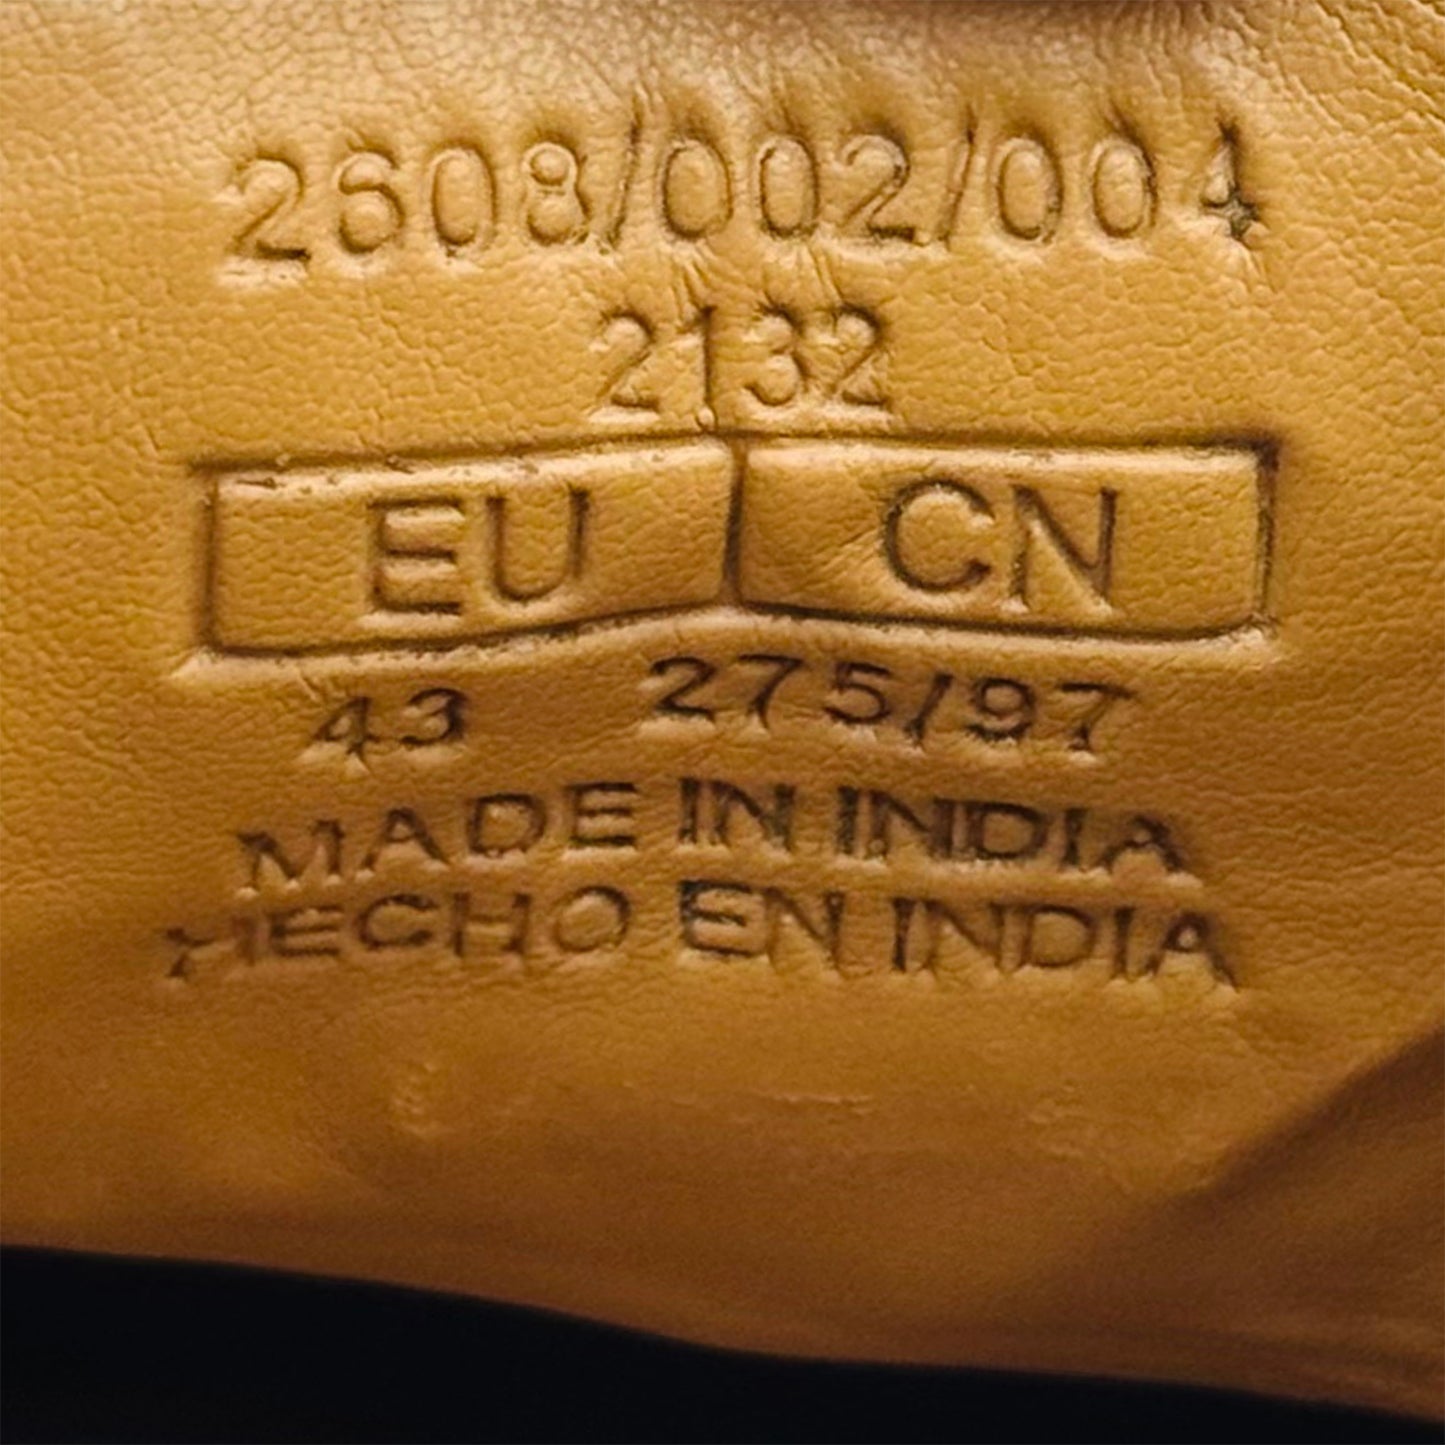 2608/002/004
2132
EU CN
43 275/97
MADE IN INDIA
HECHO EN INDIA